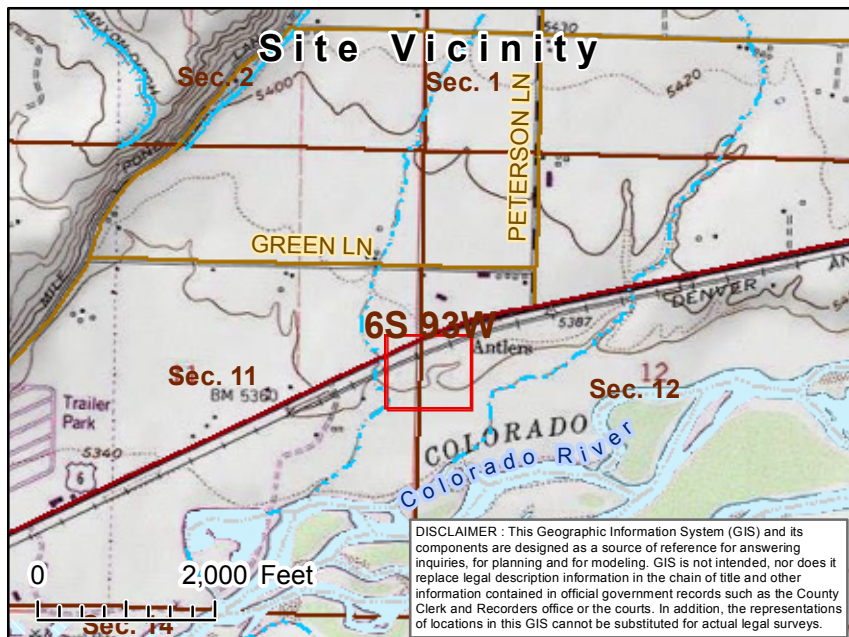 Site Vicinity
5430
Sec. 2
5400
Sec. 1
5420
PETERSON LN
POND
GREEN LN
MILE
DENVER
6S 93W
5387
Antlers
Sec. 11
11
BM 5360
12
Sec. 12
Trailer
Park
5340
6
COLORADO
Colorado River
0 2,000 Feet
Sec. 14
DISCLAIMER : This Geographic Information System (GIS) and its
components are designed as a source of reference for answering
inquiries, for planning and for modeling. GIS is not intended, nor does it
replace legal description information in the chain of title and other
information contained in official government records such as the County
Clerk and Recorders office or the courts. In addition, the representations
of locations in this GIS cannot be substituted for actual legal surveys.